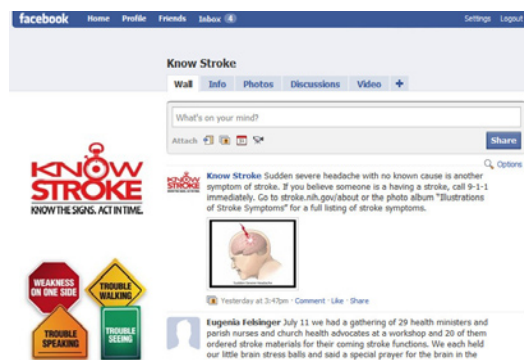 facebook Home Profile Friends Inbox 4 Settings Logout
Know Stroke
Wall Info Photos Discussions Video +
What's on your mind?
Attach
Share
Options
KNOW
STROKE
KNOW THE SIGNS. ACT IN TIME.
KNOW
STROKE
Know Stroke Sudden severe headache with no known cause is another
symptom of stroke. If you believe someone is a having a stroke, call 9-1-1
immediately. Go to stroke.nih.gov/about or the photo album "Illustrations
of Stroke Symptoms" for a full listing of stroke symptoms.
Sudden Severe Headache
Yesterday at 3:47pm · Comment · Like · Share
WEAKNESS
ON ONE SIDE
TROUBLE
WALKING
TROUBLE
SPEAKING
TROUBLE
SEEING
Eugenia Felsinger July 11 we had a gathering of 29 health ministers and
parish nurses and church health advocates at a workshop and 20 of them
ordered stroke materials for their coming stroke functions. We each held
our little brain stress balls and said a special prayer for the brain in the